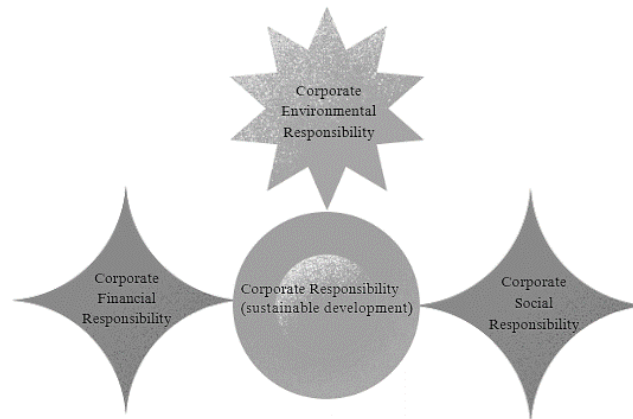 Corporate
Environmental
Responsibility
Corporate
Financial
Responsibility
Corporate Responsibility
(sustainable development)
Corporate
Social
Responsibility